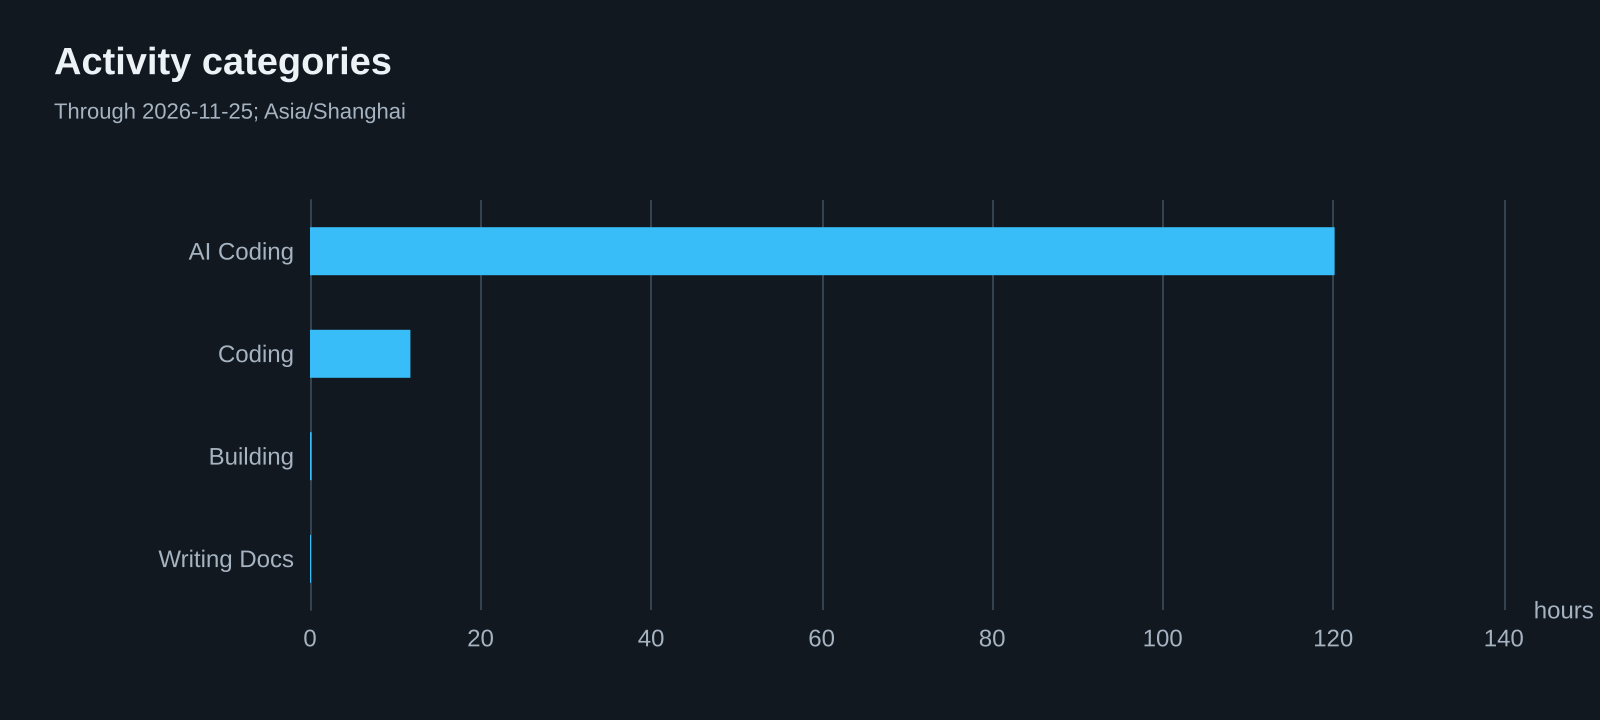 Activity categories
Through 2026-11-25; Asia/Shanghai
AI Coding
Coding
Building
Writing Docs
hours
0 20 40 60 80 100 120 140